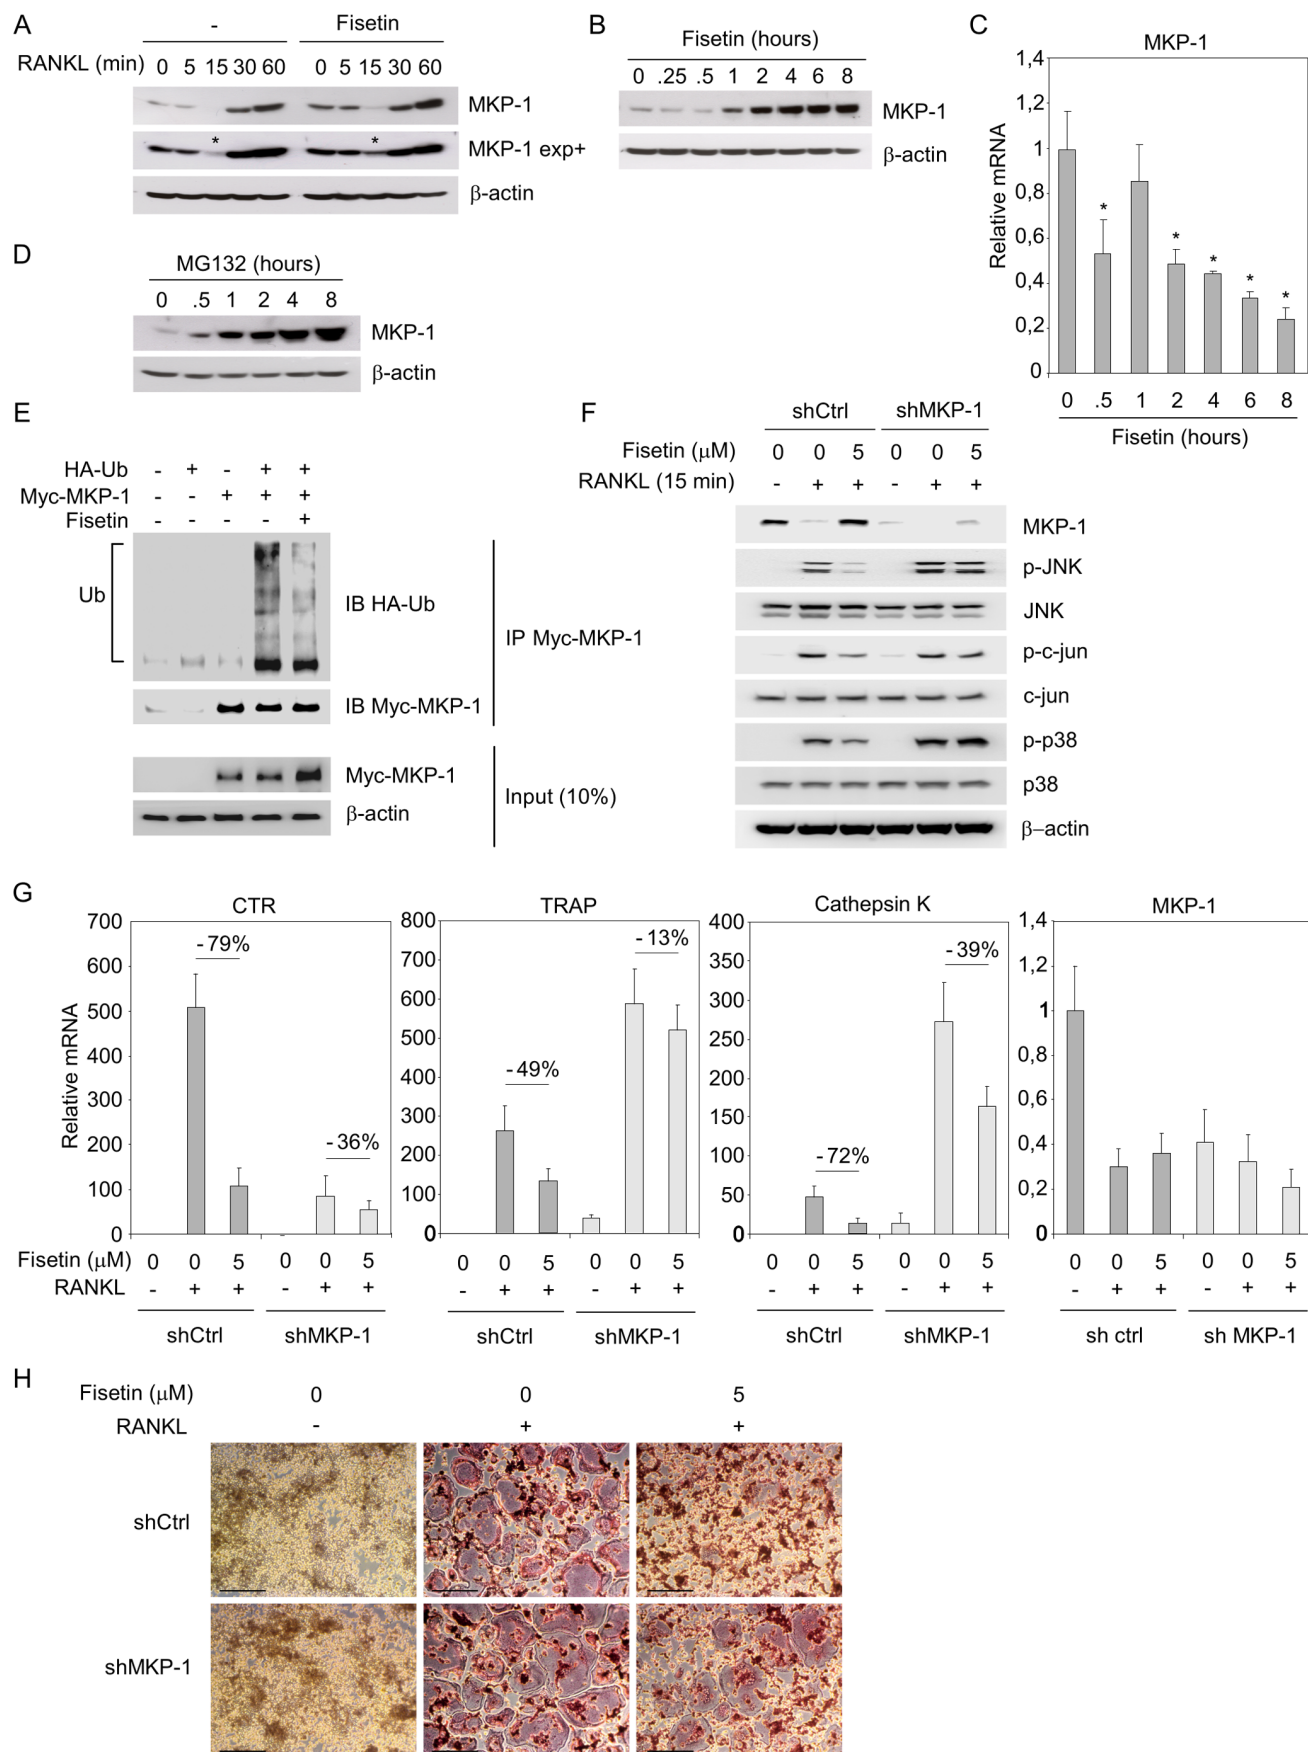 A
- Fisetin
RANKL (min) 0 5 15 30 60 0 5 15 30 60
MKP-1
* *
MKP-1 exp+
β-actin
B
Fisetin (hours)
0 .25 .5 1 2 4 6 8
MKP-1
β-actin
C
MKP-1
Relative mRNA
1,4
1,2
1
0,8
0,6
0,4
0,2
0
* * * * *
0 .5 1 2 4 6 8
Fisetin (hours)
D
MG132 (hours)
0 .5 1 2 4 8
MKP-1
β-actin
E
HA-Ub - + - + +
Myc-MKP-1 - - + + +
Fisetin - - - - +
Ub
IB HA-Ub
IB Myc-MKP-1
IP Myc-MKP-1
Myc-MKP-1
β-actin
Input (10%)
F
shCtrl shMKP-1
Fisetin (μM) 0 0 5 0 0 5
RANKL (15 min) - + + - + +
MKP-1
p-JNK
JNK
p-c-jun
c-jun
p-p38
p38
β–actin
G
Relative mRNA
CTR
700
600
500
400
300
200
100
0
-79%
-36%
TRAP
800
700
600
500
400
300
200
100
0
-49%
-13%
Cathepsin K
400
350
300
250
200
150
100
50
0
-72%
-39%
MKP-1
1,4
1,2
1
0,8
0,6
0,4
0,2
0
Fisetin (μM) 0 0 5 0 0 5 0 0 5 0 0 5 0 0 5 0 0 5 0 0 5 0 0 5
RANKL - + + - + + - + + - + + - + + - + + - + + - + +
shCtrl shMKP-1 shCtrl shMKP-1 shCtrl shMKP-1 sh ctrl sh MKP-1
H
Fisetin (μM) 0 0 5
RANKL - + +
shCtrl
shMKP-1